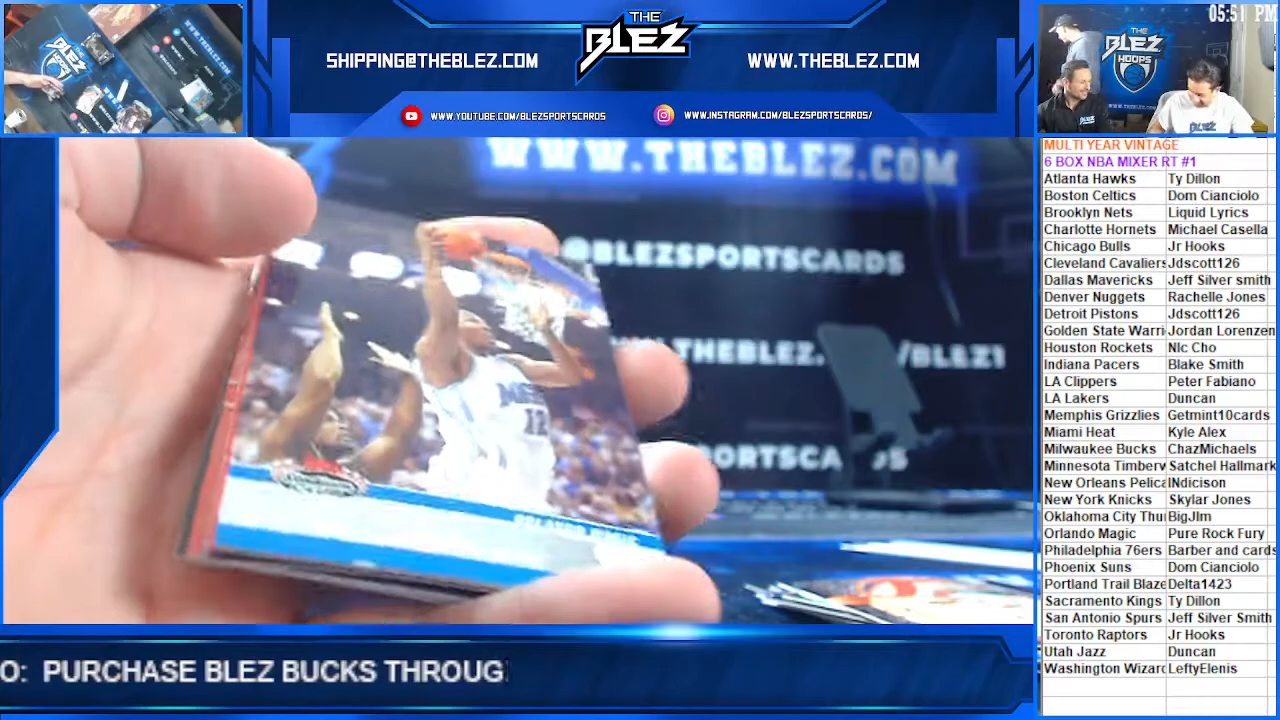 05:51 PM
THE
BLEZ
SHIPPING@THEBLEZ.COM
WWW.THEBLEZ.COM
WWW.YOUTUBE.COM/BLEZSPORTSCARDS
WWW.INSTAGRAM.COM/BLEZSPORTSCARDS/
THE
BLEZ
HOOPS
WWW.THEBLEZ.COM
@BLEZSPORTSCARDS
WWW.THEBLEZ.
/BLEZ1
12
MULTI YEAR VINTAGE
6 BOX NBA MIXER RT #1
Atlanta Hawks Ty Dillon
Boston Celtics Dom Cianciolo
Brooklyn Nets Liquid Lyrics
Charlotte Hornets Michael Casella
Chicago Bulls Jr Hooks
Cleveland Cavaliers Jdscott126
Dallas Mavericks Jeff Silver smith
Denver Nuggets Rachelle Jones
Detroit Pistons Jdscott126
Golden State Warri Jordan Lorenzen
Houston Rockets NIc Cho
Indiana Pacers Blake Smith
LA Clippers Peter Fabiano
LA Lakers Duncan
Memphis Grizzlies Getmint10cards
Miami Heat Kyle Alex
Milwaukee Bucks ChazMichaels
Minnesota Timberw Satchel Hallmark
New Orleans Pelica INdicison
New York Knicks Skylar Jones
Oklahoma City Thu BigJIm
Orlando Magic Pure Rock Fury
Philadelphia 76ers Barber and cards
Phoenix Suns Dom Cianciolo
Portland Trail Blaze Delta1423
Sacramento Kings Ty Dillon
San Antonio Spurs Jeff Silver Smith
Toronto Raptors Jr Hooks
Utah Jazz Duncan
Washington Wizard LeftyElenis
O: PURCHASE BLEZ BUCKS THROUG